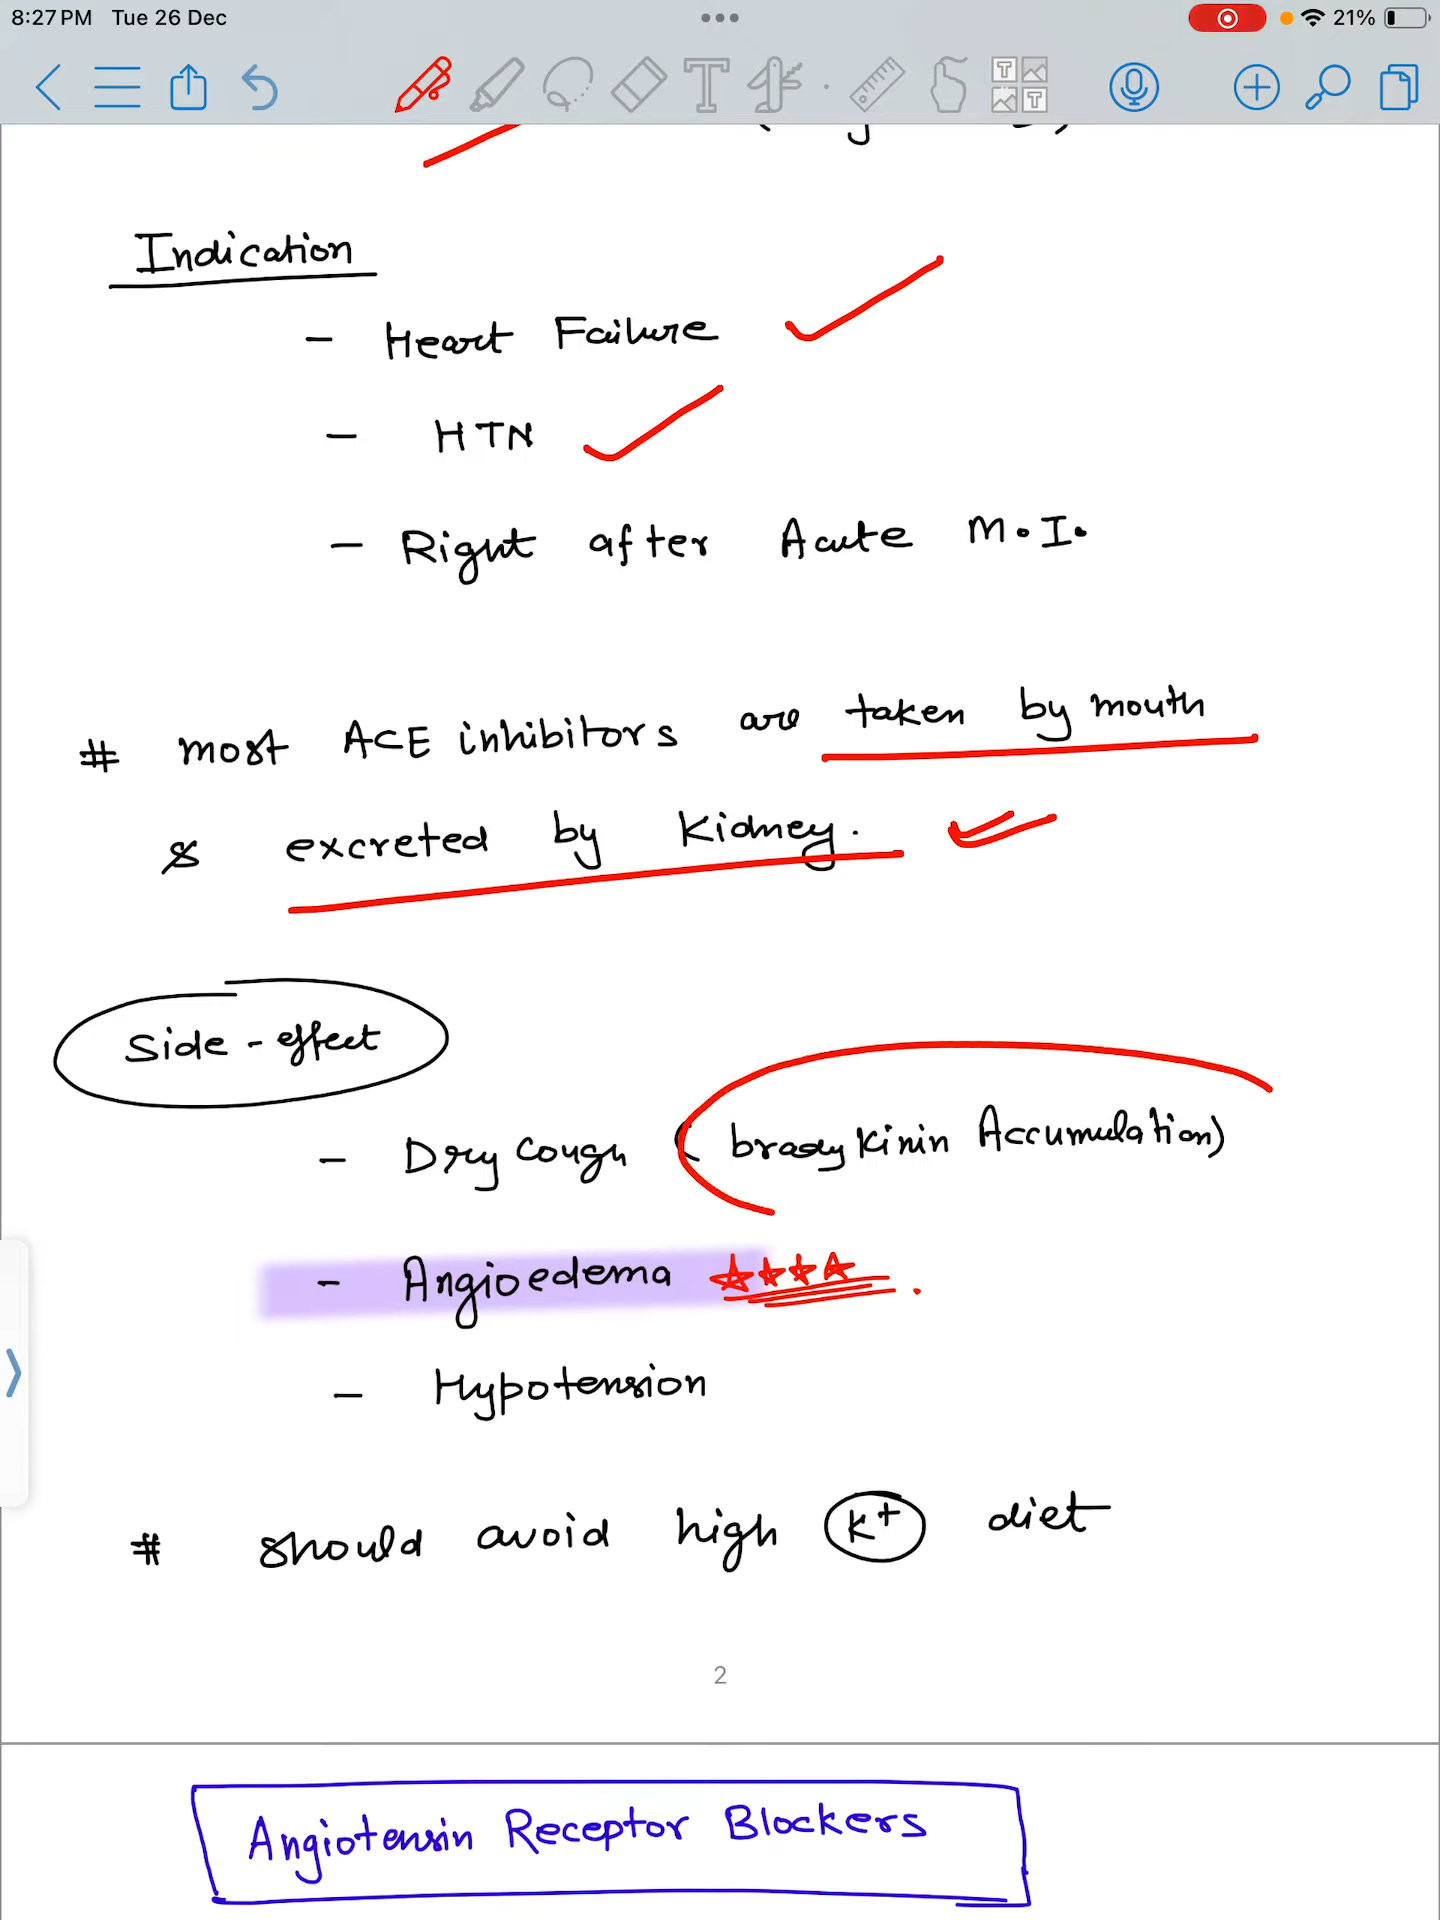 8:27 PM Tue 26 Dec
21%
Indication
- Heart Failure
- HTN
- Right after Acute M.I.
# most ACE inhibitors are taken by mouth
& excreted by Kidney.
Side-effect
- Dry cough (bradykinin Accumulation)
- Angioedema
- Hypotension
# should avoid high K+ diet
2
Angiotensin Receptor Blockers